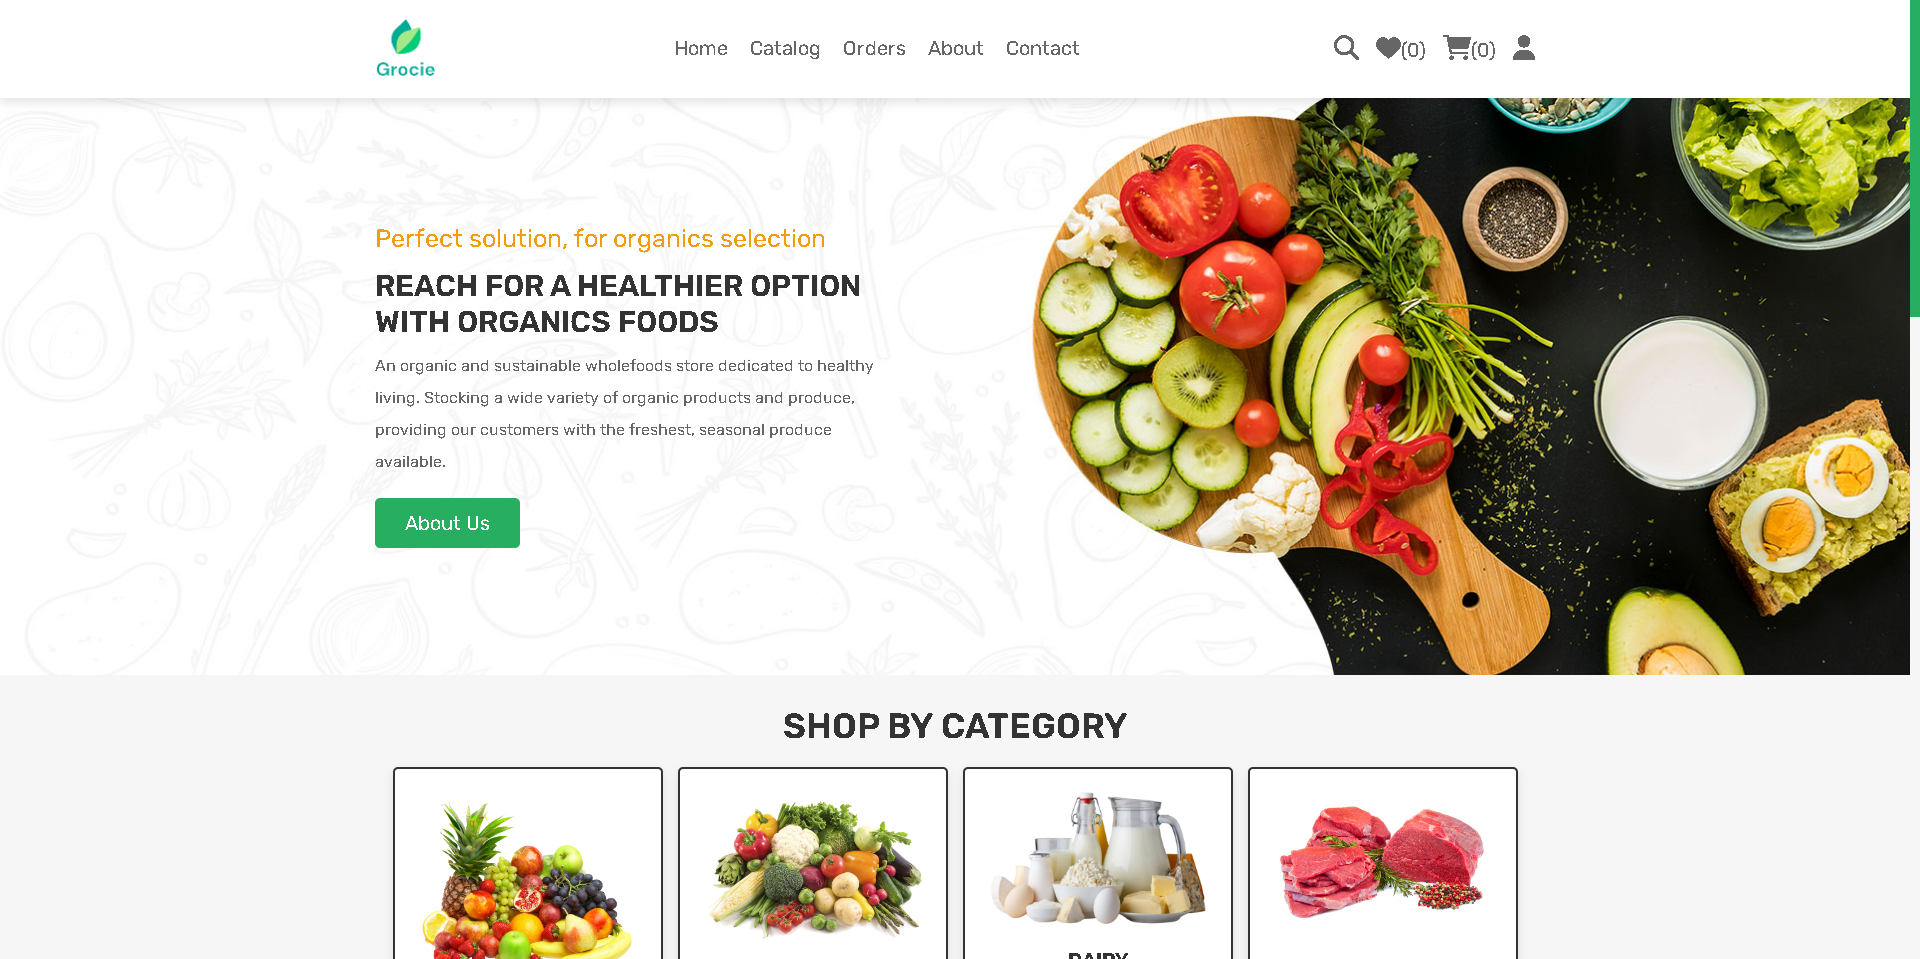 Grocie
Home Catalog Orders About Contact
(0) (0)
Perfect solution, for organics selection
REACH FOR A HEALTHIER OPTION
WITH ORGANICS FOODS
An organic and sustainable wholefoods store dedicated to healthy
living. Stocking a wide variety of organic products and produce,
providing our customers with the freshest, seasonal produce
available.
About Us
SHOP BY CATEGORY
DAIRY